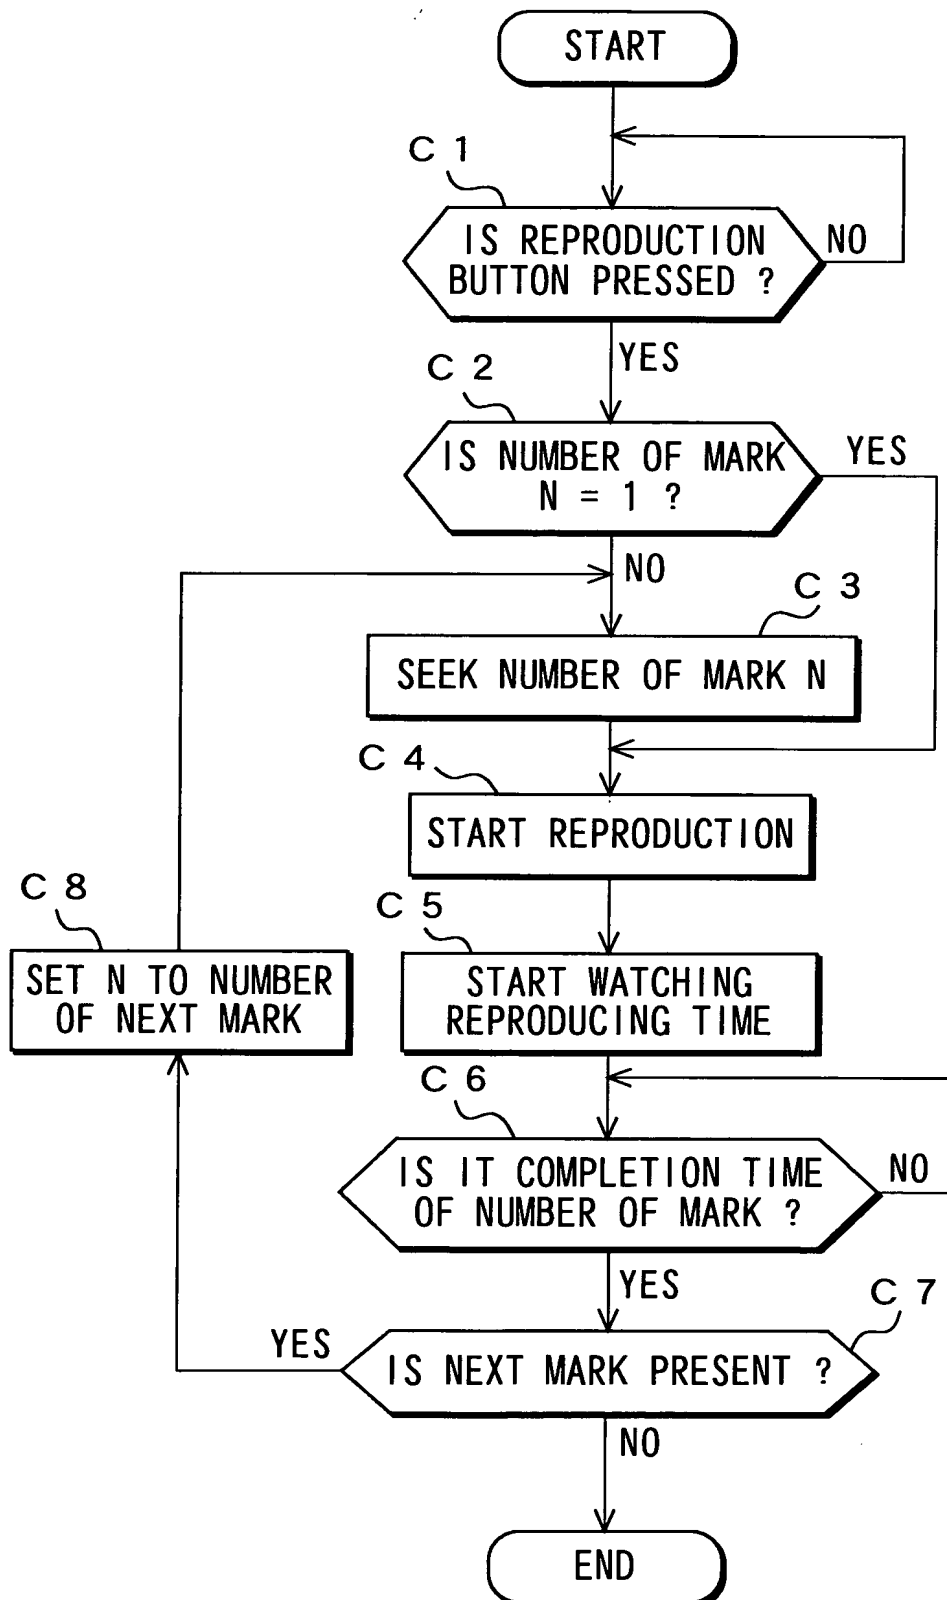 START
C 1
IS REPRODUCTION
BUTTON PRESSED ?
NO
YES
C 2
IS NUMBER OF MARK
N = 1 ?
YES
NO
C 3
SEEK NUMBER OF MARK N
C 4
START REPRODUCTION
C 8
SET N TO NUMBER
OF NEXT MARK
C 5
START WATCHING
REPRODUCING TIME
C 6
IS IT COMPLETION TIME
OF NUMBER OF MARK ?
NO
YES
C 7
YES
IS NEXT MARK PRESENT ?
NO
END